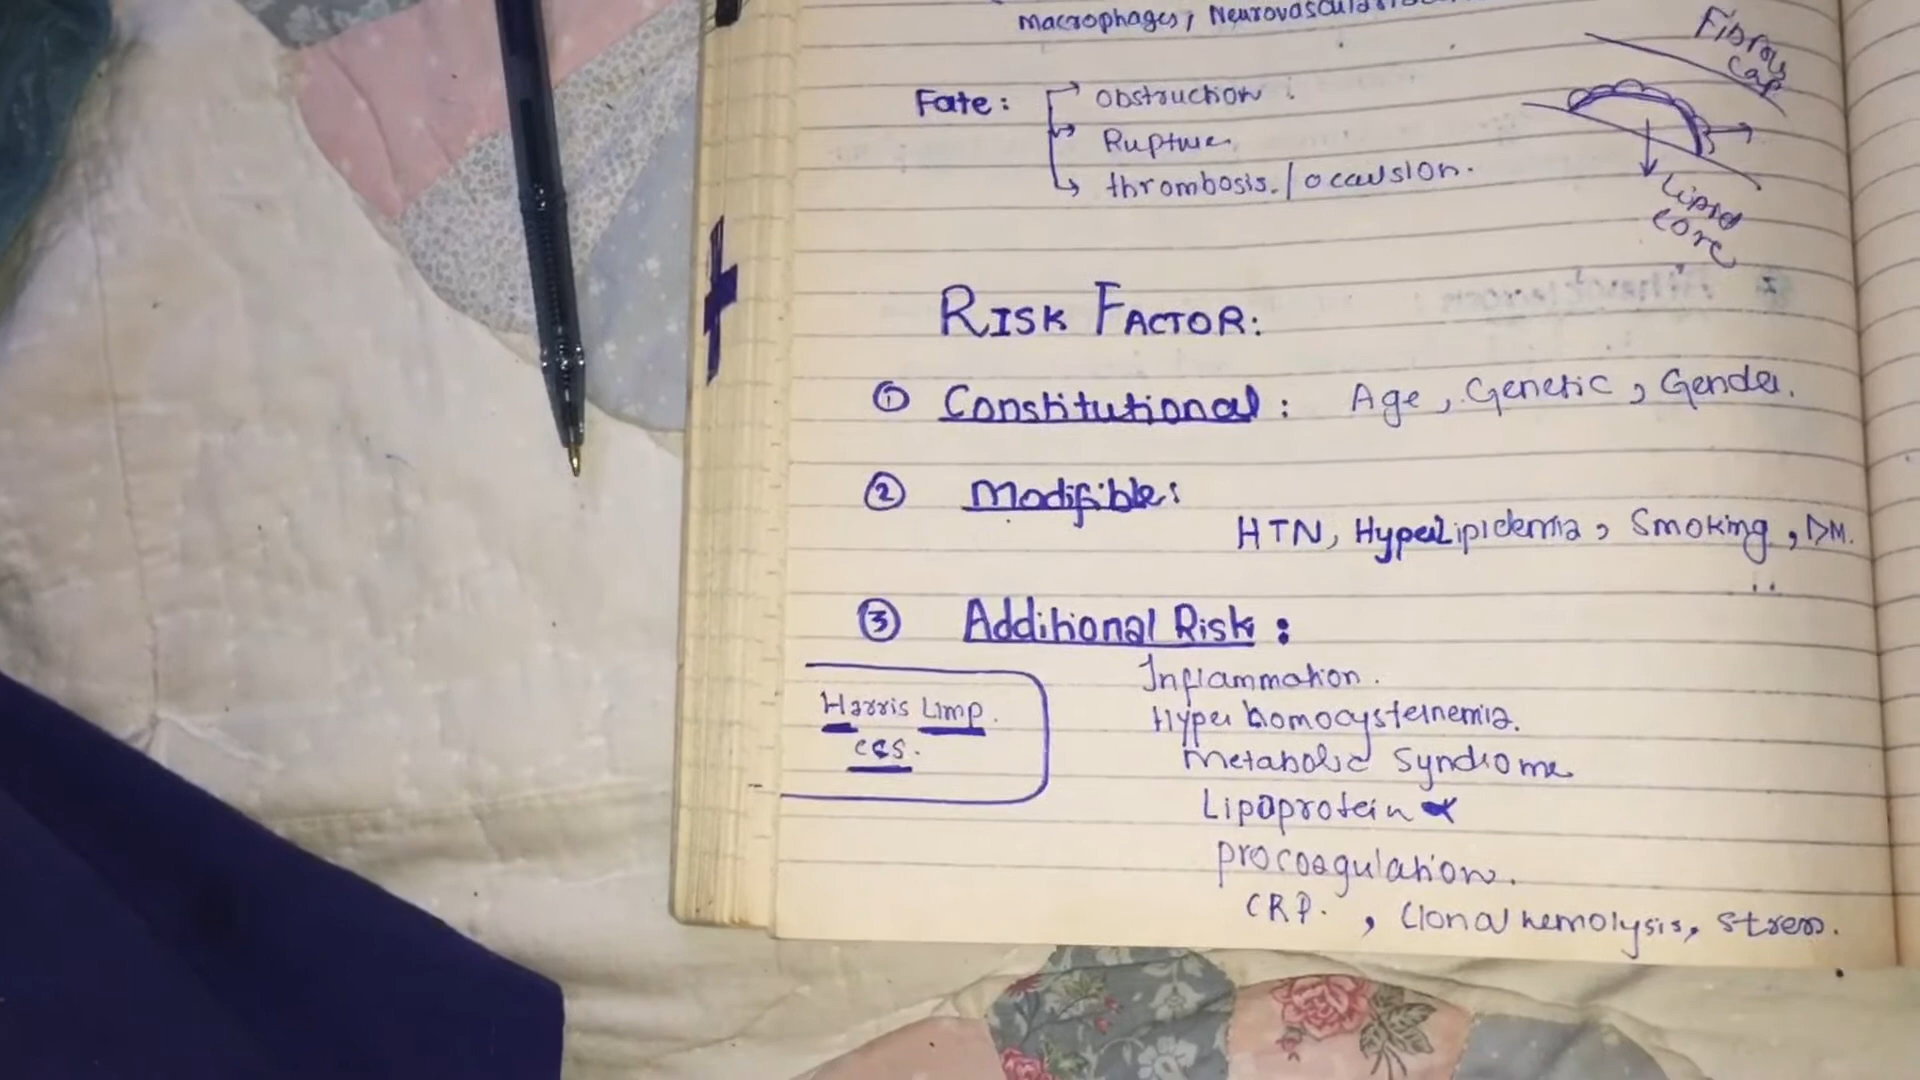 macrophages, Neurovascular
Fibrous
cap
Fate: obstruction.
Rupture
thrombosis. / occulsion.
Lipid
core
RISK FACTOR:
① Constitutional: Age, Genetic, Gender.
② Modifible:
HTN, HyperLipidemia, Smoking, DM.
③ Additional Risk:
Inflammation.
Harris Limp.
ccs.
Hyper homocysteinemia.
Metabolic Syndrome
Lipoprotein α
procoagulation.
CRP. , Clonal hemolysis, stress.